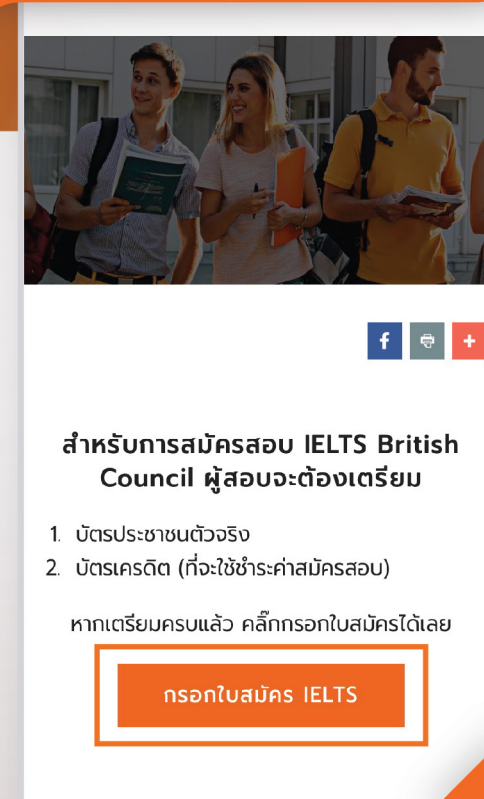 สำหรับการสมัครสอบ IELTS British
Council ผู้สอบจะต้องเตรียม
1. บัตรประชาชนตัวจริง
2. บัตรเครดิต (ที่จะใช้ชำระค่าสมัครสอบ)
หากเตรียมครบแล้ว คลิ๊กกรอกใบสมัครได้เลย
กรอกใบสมัคร IELTS